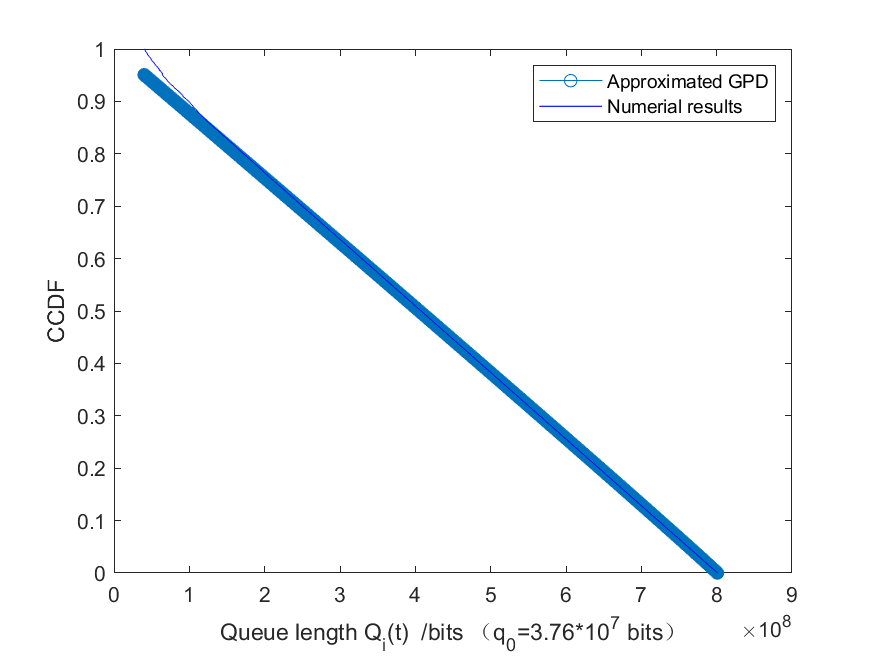 Approximated GPD
Numerial results
1
0.9
0.8
0.7
0.6
0.5
0.4
0.3
0.2
0.1
0
CCDF
0 1 2 3 4 5 6 7 8 9
×10^8
Queue length Q_i(t) /bits （q_0=3.76*10^7 bits）